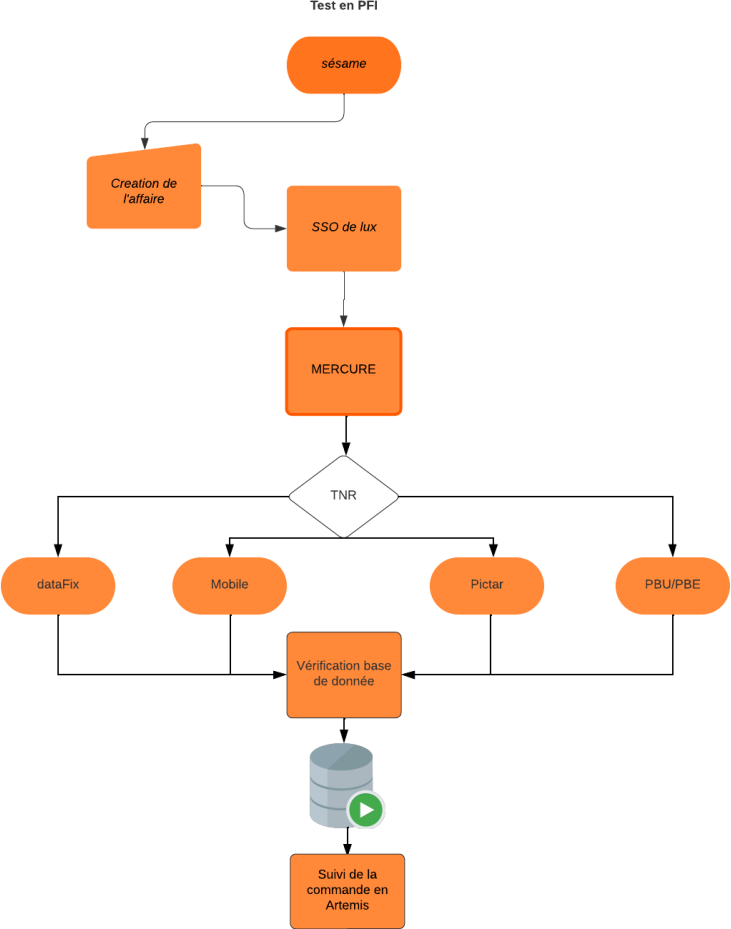 Test en PFI
sésame
Creation de
l'affaire
SSO de lux
MERCURE
TNR
dataFix
Mobile
Pictar
PBU/PBE
Vérification base
de donnée
Suivi de la
commande en
Artemis